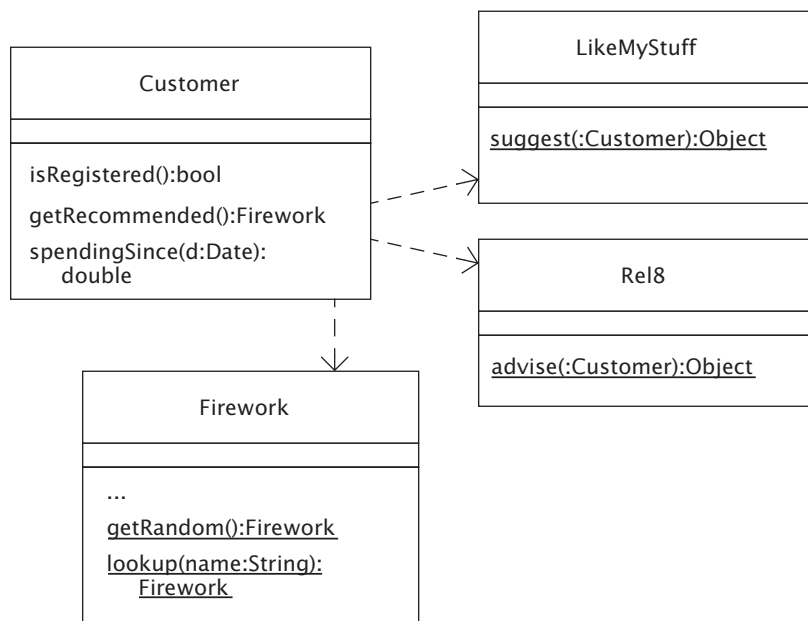 Customer
isRegistered():bool
getRecommended():Firework
spendingSince(d:Date):
double
LikeMyStuff
suggest(:Customer):Object
Rel8
advise(:Customer):Object
Firework
...
getRandom():Firework
lookup(name:String):
Firework